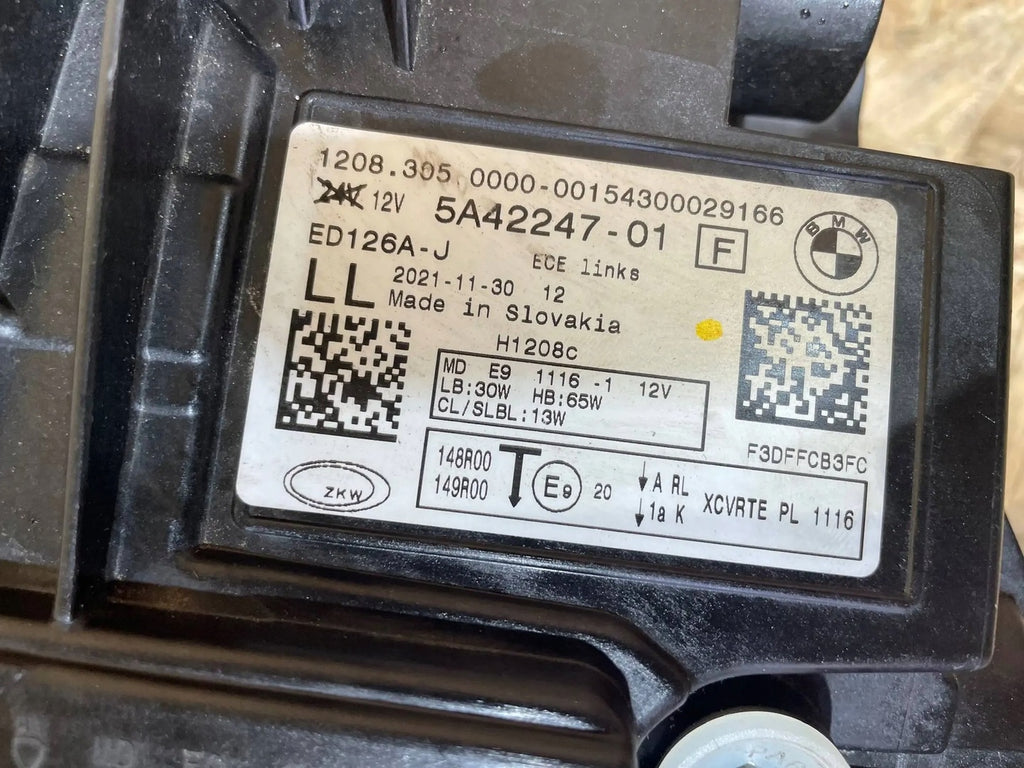 1208.305 0000-00154300029166
24V 12V 5A42247-01 F
BMW
ED126A-J ECE links
LL 2021-11-30 12
Made in Slovakia
H1208c
MD E9 1116 -1 12V
LB:30W HB:65W
CL/SLBL:13W
F3DFFCB3FC
ZKW
148R00
149R00
E9 20
A RL
1a K
XCVRTE PL 1116